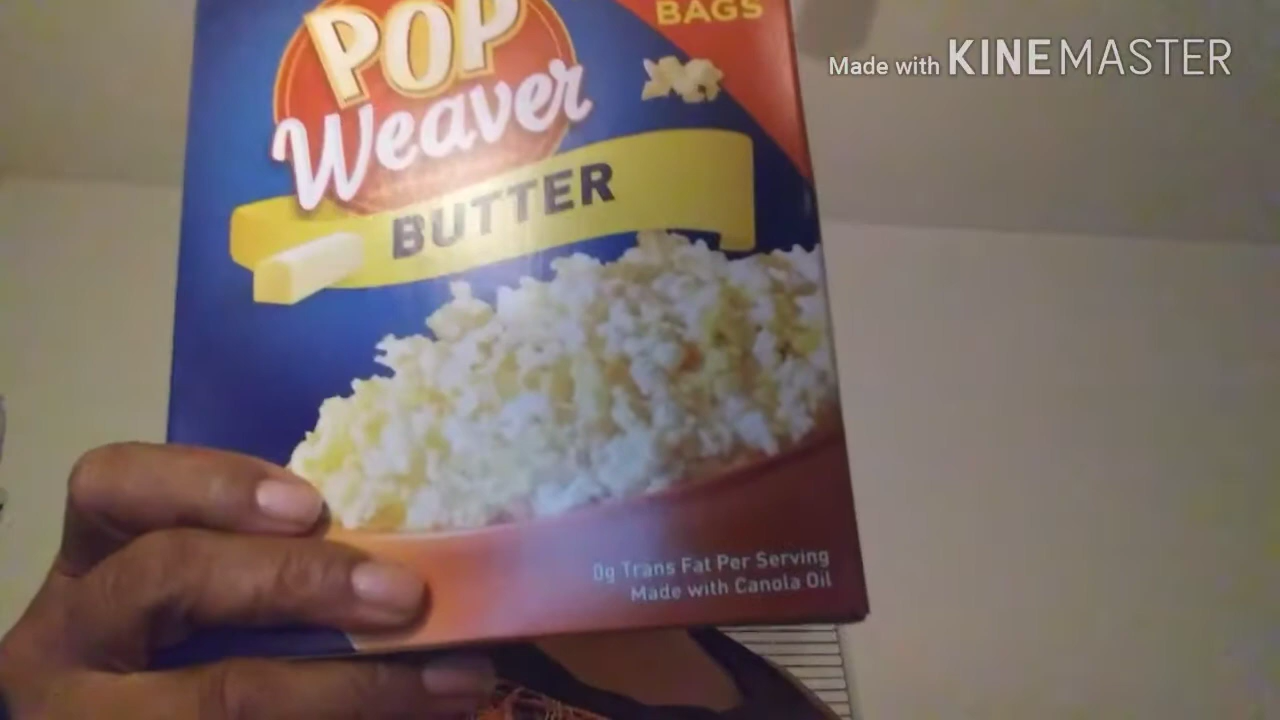 BAGS
POP
Weaver
BUTTER
Made with KINEMASTER
0g Trans Fat Per Serving
Made with Canola Oil